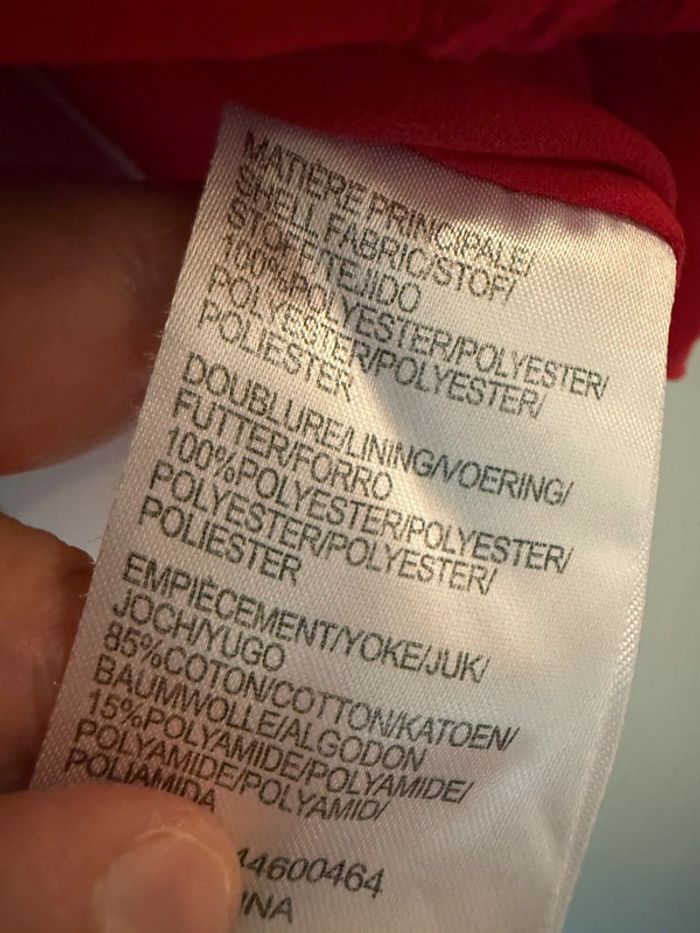 MATIÈRE PRINCIPALE/
SHELL FABRIC/STOF/
STOFF/TEJIDO
100%POLYESTER/POLYESTER/
POLYESTER/POLYESTER/
POLIESTER
DOUBLURE/LINING/VOERING/
FUTTER/FORRO
100%POLYESTER/POLYESTER/
POLYESTER/POLYESTER/
POLIESTER
EMPIÈCEMENT/YOKE/JUK/
JOCH/YUGO
85%COTON/COTTON/KATOEN/
BAUMWOLLE/ALGODON
15%POLYAMIDE/POLYAMIDE/
POLYAMIDE/POLYAMID/
POLIAMIDA